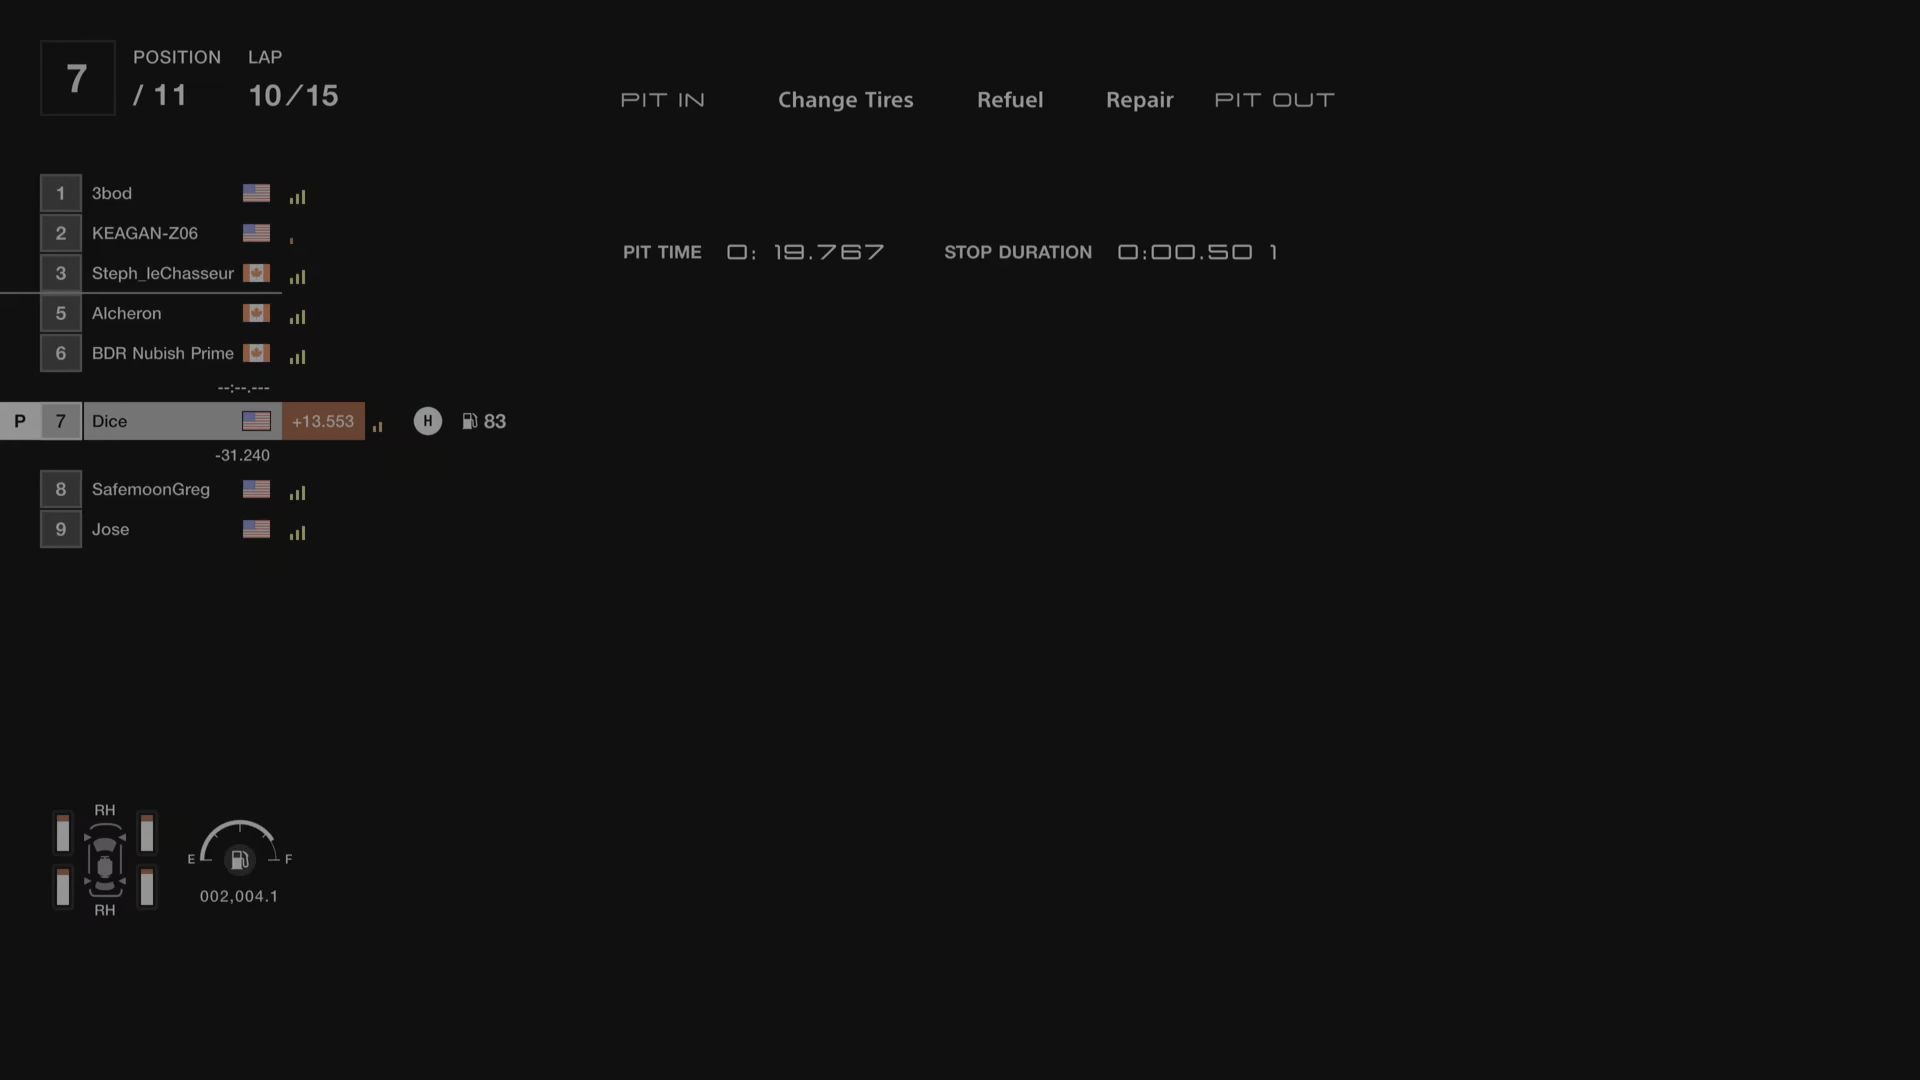 7
POSITION
/ 11
LAP
10/15
PIT IN Change Tires Refuel Repair PIT OUT
PIT TIME 0: 19.767 STOP DURATION 0:00.50 1
1 3bod
2 KEAGAN-Z06
3 Steph_leChasseur
5 Alcheron
6 BDR Nubish Prime
--:--.---
P 7 Dice +13.553 H 83
-31.240
8 SafemoonGreg
9 Jose
RH
E F
002,004.1
RH